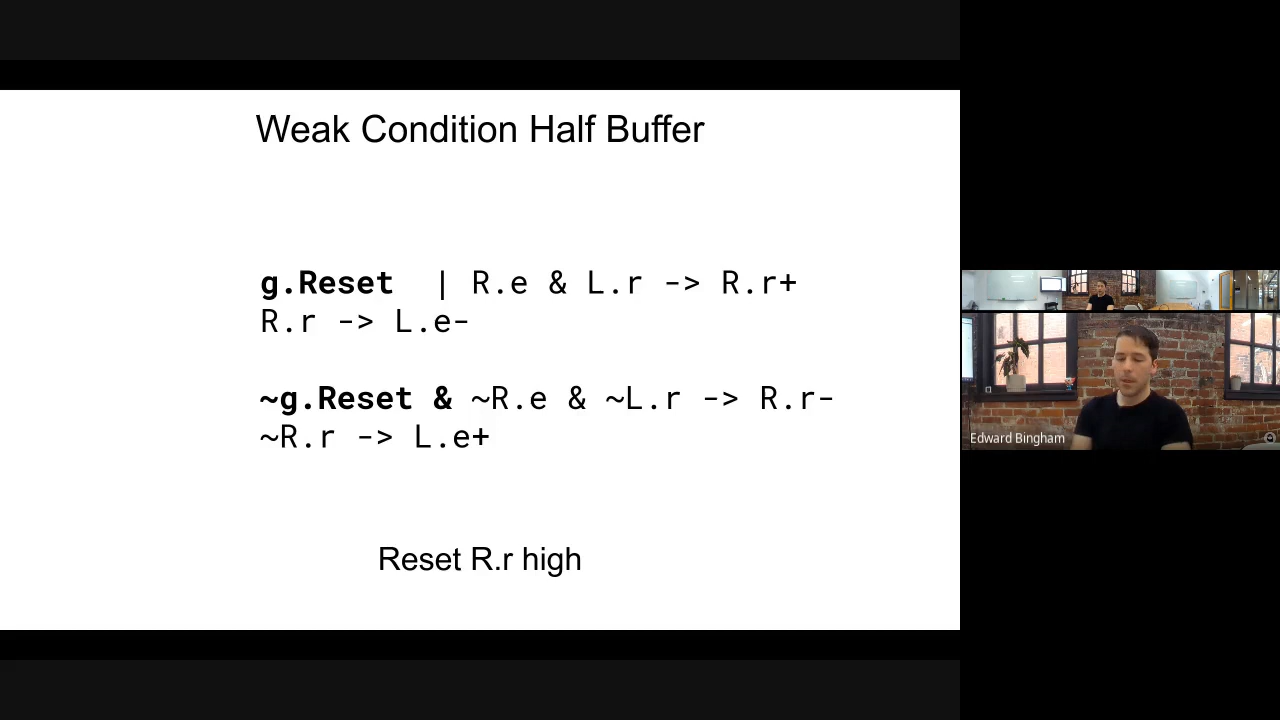 Weak Condition Half Buffer
g.Reset | R.e & L.r -> R.r+
R.r -> L.e-
~g.Reset & ~R.e & ~L.r -> R.r-
~R.r -> L.e+
Reset R.r high
Edward Bingham